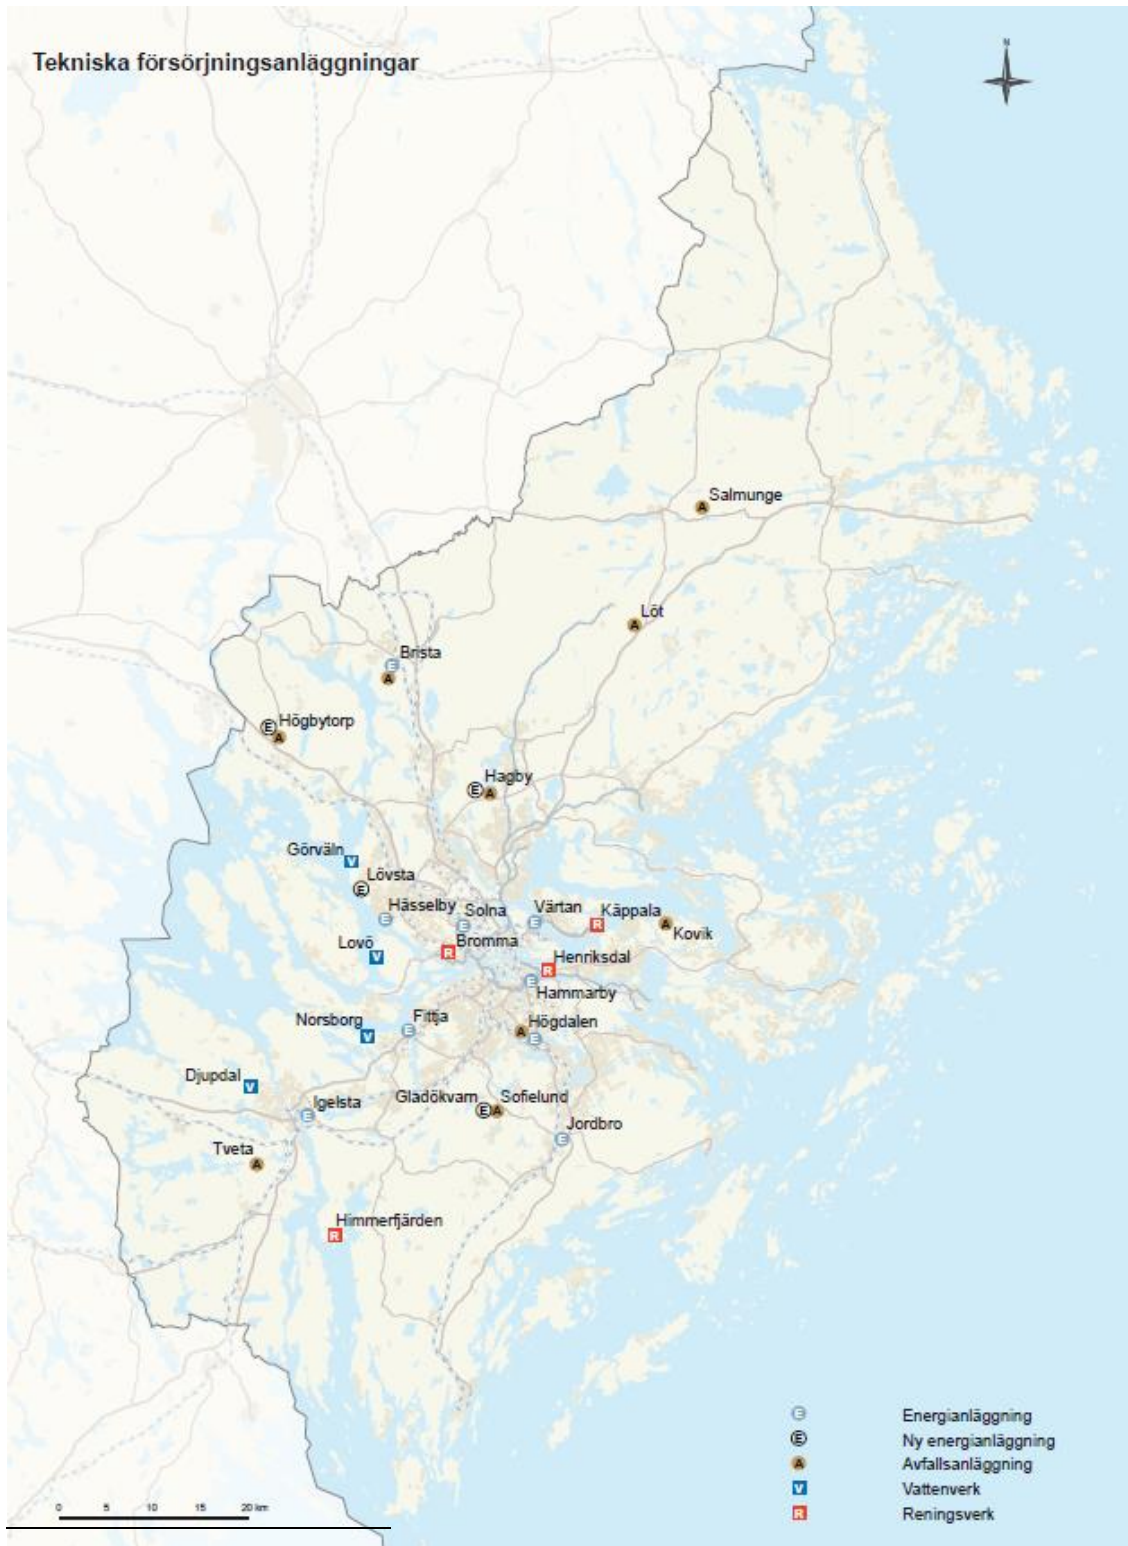 Tekniska försörjningsanläggningar
N
Salmunge
A
Löt
A
Brista
E
A
Högbytorp
E
A
Hagby
E A
Görväln
V
Lövsta
E
Hässelby
E
Solna
E
Värtan
E
Käppala
R
A
Kovik
Lovö
V
Bromma
R
Henriksdal
R
Hammarby
E
Norsborg
V
Fittja
E
Högdalen
A
E
Djupdal
V
Igelsta
E
Gladökvarn
E
Sofielund
A
Jordbro
E
Tveta
A
Himmerfjärden
R
E Energianläggning
E Ny energianläggning
A Avfallsanläggning
V Vattenverk
R Reningsverk
0 5 10 15 20 km